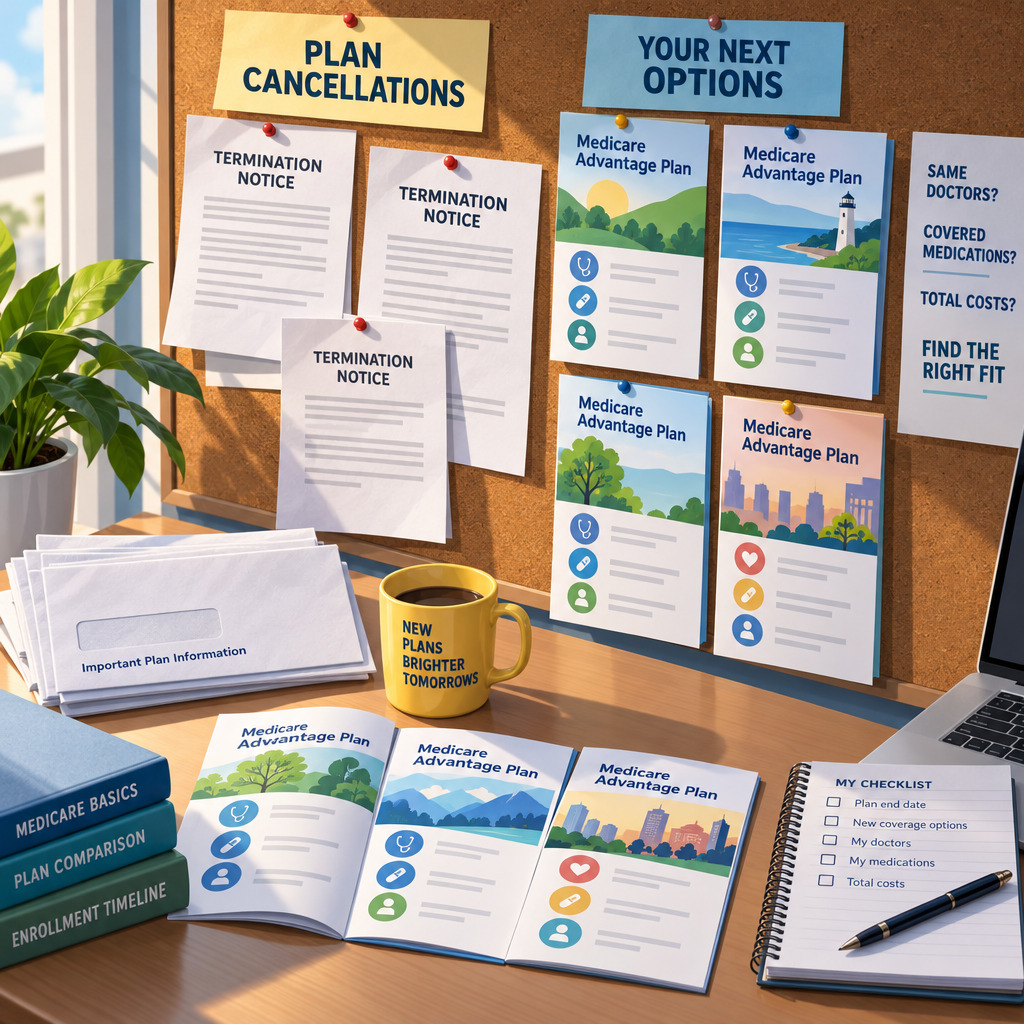 PLAN
CANCELLATIONS
YOUR NEXT
OPTIONS
TERMINATION
NOTICE
TERMINATION
NOTICE
TERMINATION
NOTICE
Medicare
Advantage Plan
Medicare
Advantage Plan
Medicare
Advantage Plan
Medicare
Advantage Plan
SAME
DOCTORS?
COVERED
MEDICATIONS?
TOTAL COSTS?
FIND THE
RIGHT FIT
Important Plan Information
NEW
PLANS
BRIGHTER
TOMORROWS
MEDICARE BASICS
PLAN COMPARISON
ENROLLMENT TIMELINE
Medicare
Advantage Plan
Medicare
Advantage Plan
Medicare
Advantage Plan
MY CHECKLIST
Plan end date
New coverage options
My doctors
My medications
Total costs